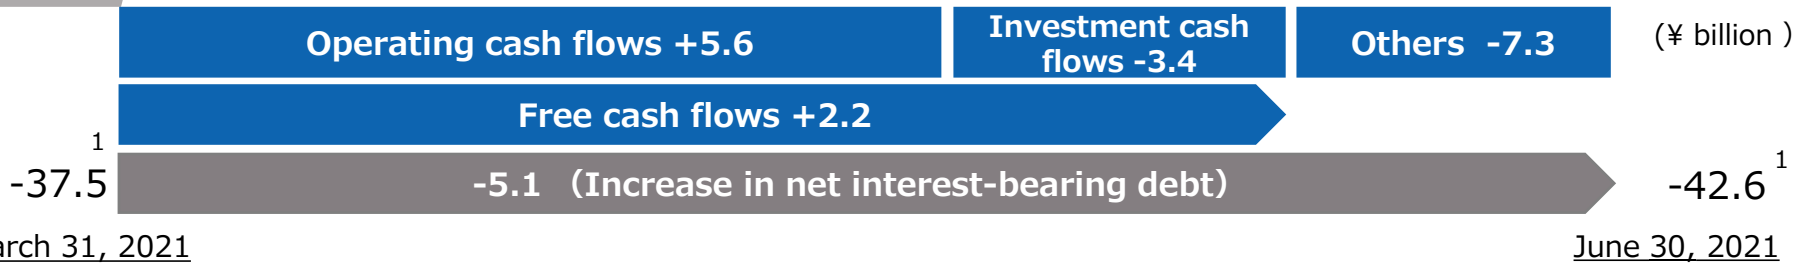 Operating cash flows +5.6
Investment cash
flows -3.4
Others -7.3
(¥ billion )
Free cash flows +2.2
1
-37.5
-5.1 （Increase in net interest-bearing debt）
-42.6 1
arch 31, 2021
June 30, 2021